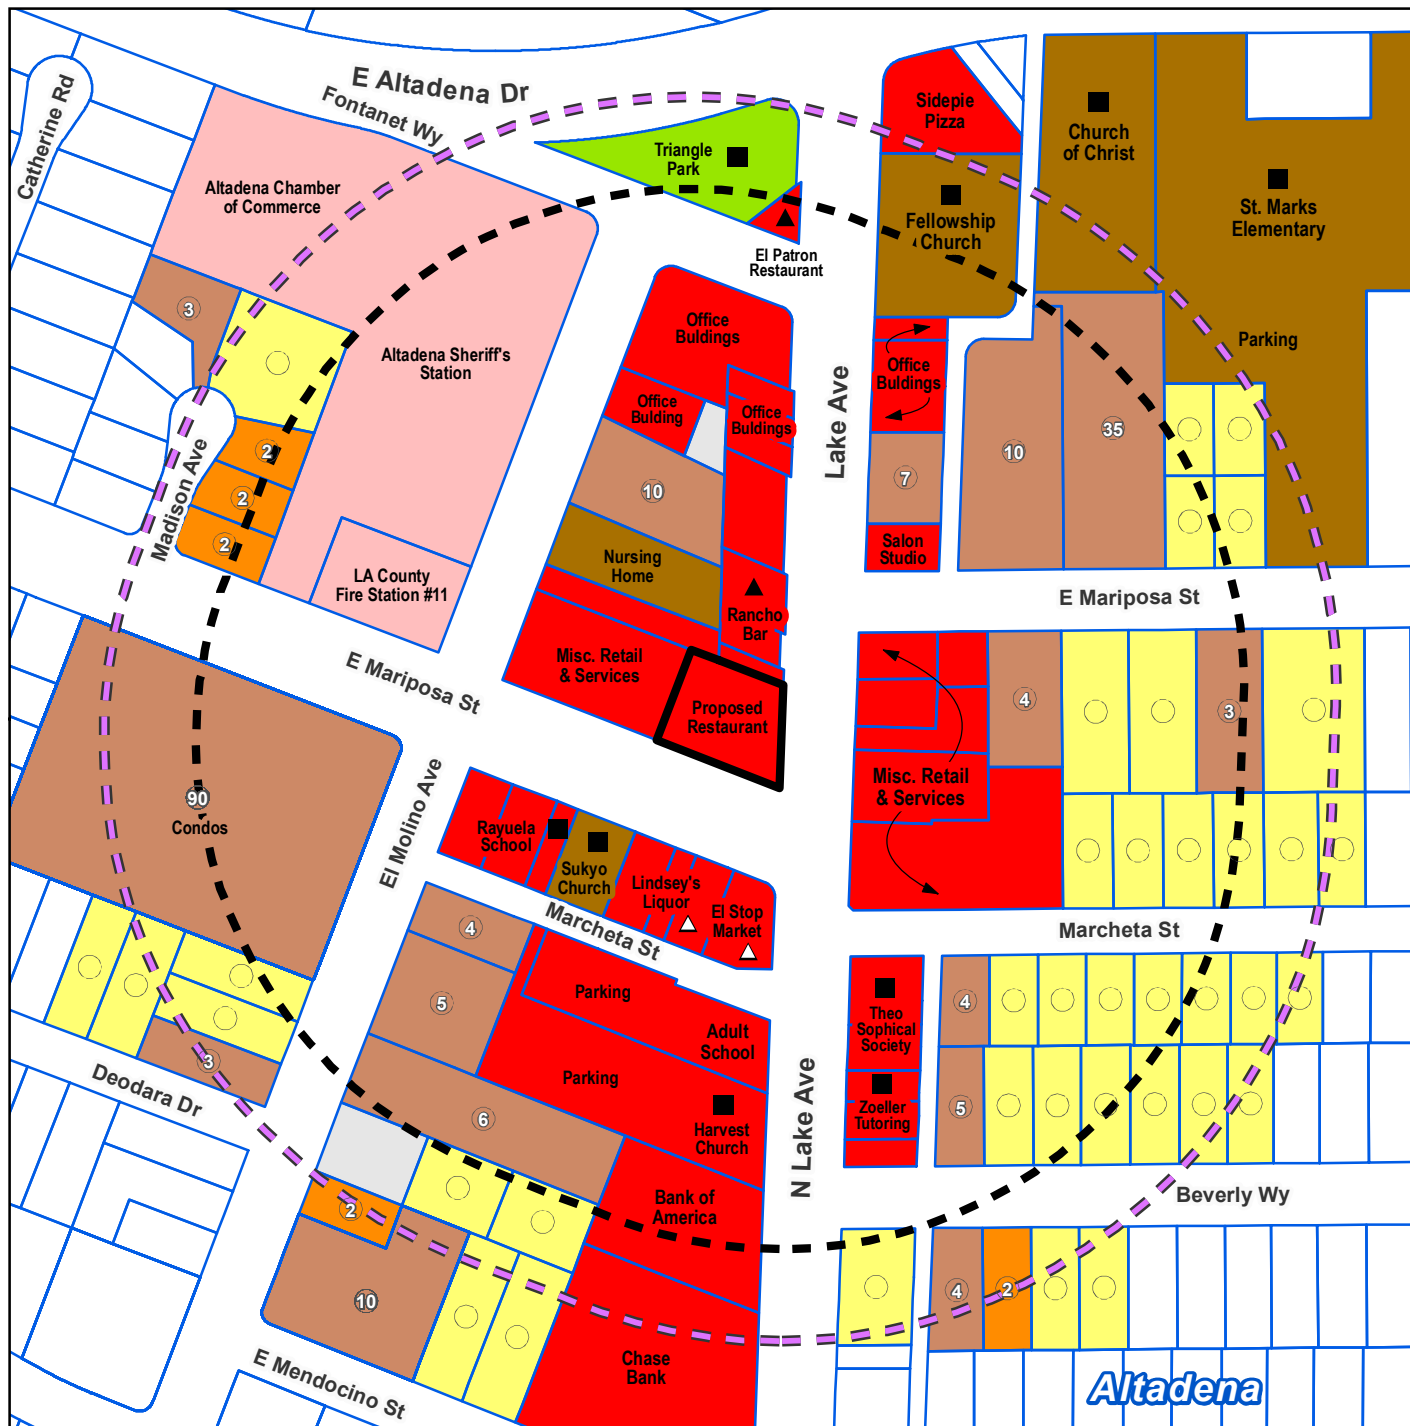 E Altadena Dr
Fontanet Wy
Catherine Rd
Sidepie
Pizza
Church
of Christ
Triangle
Park
St. Marks
Elementary
Altadena Chamber
of Commerce
Fellowship
Church
El Patron
Restaurant
3
Office
Buldings
Altadena Sheriff's
Station
Parking
Office
Buldings
Lake Ave
Office
Bulding
Office
Buldings
35
10
2
7
10
2
Madison Ave
2
Salon
Studio
Nursing
Home
LA County
Fire Station #11
E Mariposa St
Rancho
Bar
Misc. Retail
& Services
E Mariposa St
4
3
Proposed
Restaurant
Misc. Retail
& Services
90
Condos
El Molino Ave
Rayuela
School
Sukyo
Church
Lindsey's
Liquor
El Stop
Market
Marcheta St
4
Marcheta St
Parking
5
4
Theo
Sophical
Society
Adult
School
3
Parking
Deodara Dr
N Lake Ave
6
Harvest
Church
Zoeller
Tutoring
5
Bank of
America
2
Beverly Wy
10
4
2
Chase
Bank
E Mendocino St
Altadena